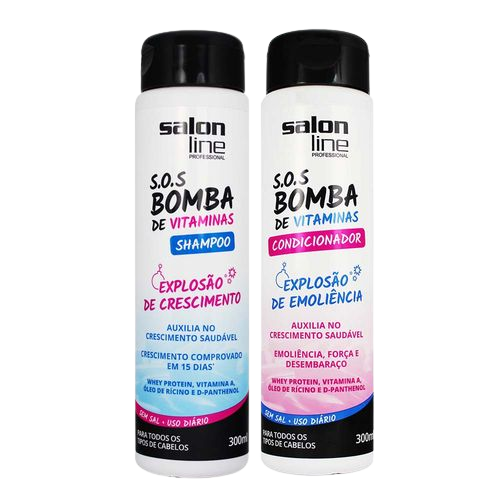 salon
line
PROFESSIONAL
S.O.S
BOMBA
DE VITAMINAS
SHAMPOO
EXPLOSÃO
DE CRESCIMENTO
AUXILIA NO
CRESCIMENTO SAUDÁVEL
CRESCIMENTO COMPROVADO
EM 15 DIAS*
WHEY PROTEIN, VITAMINA A,
ÓLEO DE RÍCINO E D-PANTHENOL
SEM SAL • USO DIÁRIO
PARA TODOS OS
TIPOS DE CABELOS
300ml
salon
line
PROFESSIONAL
S.O.S
BOMBA
DE VITAMINAS
CONDICIONADOR
EXPLOSÃO
DE EMOLIÊNCIA
AUXILIA NO
CRESCIMENTO SAUDÁVEL
EMOLIÊNCIA, FORÇA E
DESEMBARAÇO
WHEY PROTEIN, VITAMINA A,
ÓLEO DE RÍCINO E D-PANTHENOL
SEM SAL • USO DIÁRIO
PARA TODOS OS
TIPOS DE CABELOS
300ml